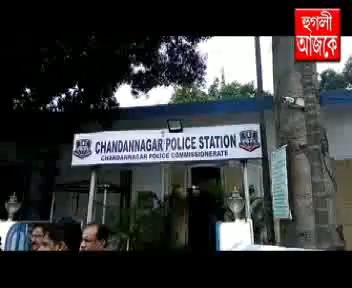 হুগলী
আজকে
CHANDANNAGAR POLICE STATION
CHANDANNAGAR POLICE COMMISSIONERATE